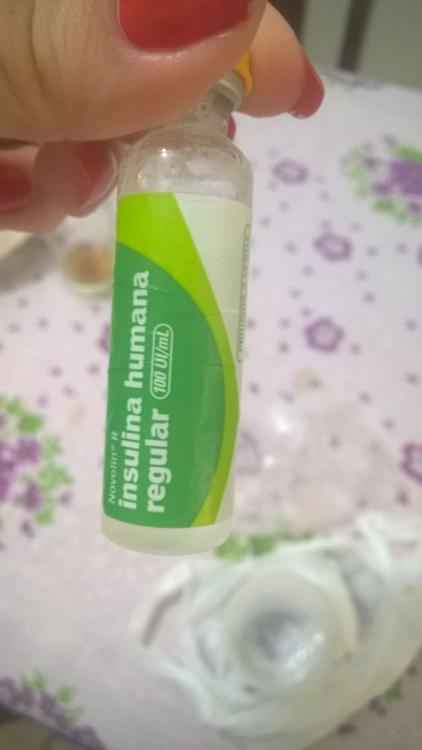 Novolin® R
insulina humana
regular 100 UI/mL